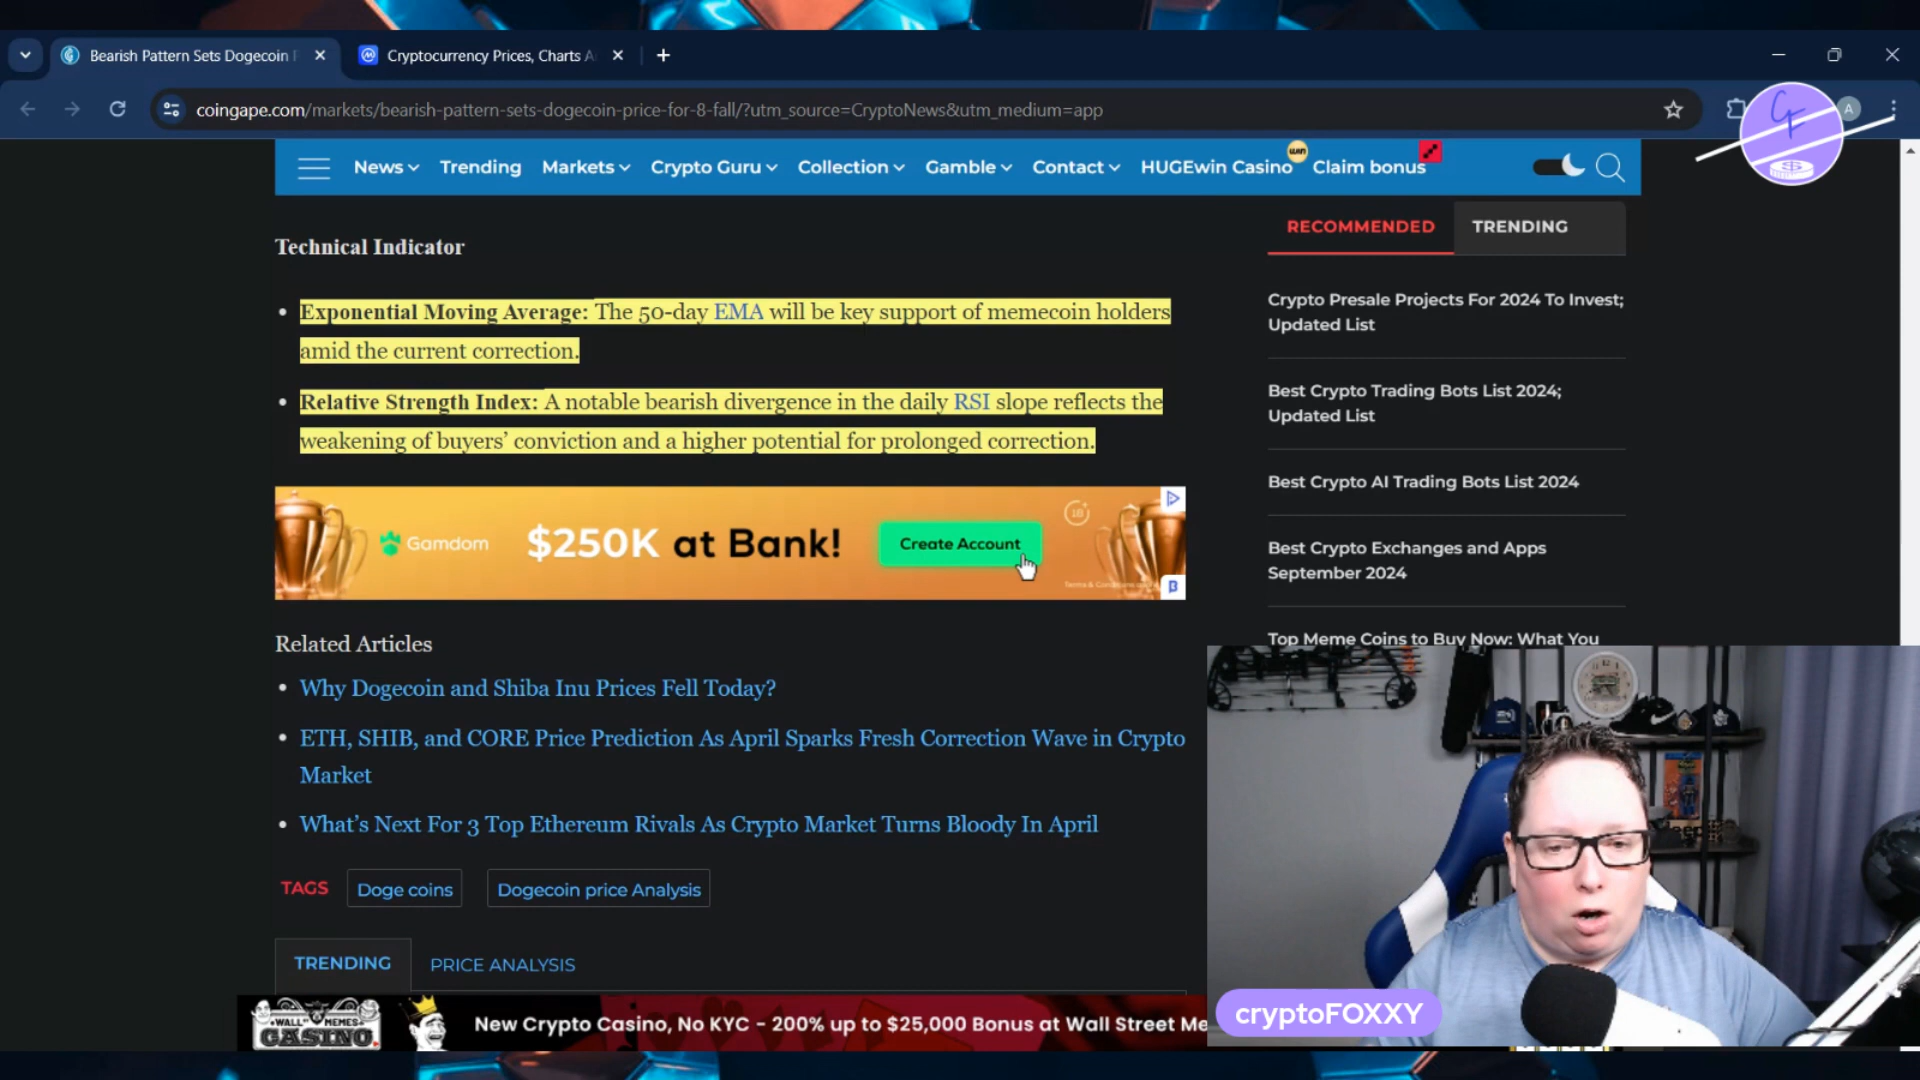 Bearish Pattern Sets Dogecoin
Cryptocurrency Prices, Charts A
coingape.com/markets/bearish-pattern-sets-dogecoin-price-for-8-fall/?utm_source=CryptoNews&utm_medium=app
A
News Trending Markets Crypto Guru Collection Gamble Contact HUGEwin Casino WIN Claim bonus
RECOMMENDED TRENDING
Technical Indicator
Exponential Moving Average: The 50-day EMA will be key support of memecoin holders
amid the current correction.
Relative Strength Index: A notable bearish divergence in the daily RSI slope reflects the
weakening of buyers’ conviction and a higher potential for prolonged correction.
Crypto Presale Projects For 2024 To Invest;
Updated List
Best Crypto Trading Bots List 2024;
Updated List
Best Crypto AI Trading Bots List 2024
Best Crypto Exchanges and Apps
September 2024
Top Meme Coins to Buy Now: What You
Gamdom $250K at Bank! Create Account 18
Related Articles
• Why Dogecoin and Shiba Inu Prices Fell Today?
• ETH, SHIB, and CORE Price Prediction As April Sparks Fresh Correction Wave in Crypto
Market
• What’s Next For 3 Top Ethereum Rivals As Crypto Market Turns Bloody In April
TAGS Doge coins Dogecoin price Analysis
TRENDING PRICE ANALYSIS
WALL ST MEMES
CASINO
New Crypto Casino, No KYC - 200% up to $25,000 Bonus at Wall Street Me
cryptoFOXXY